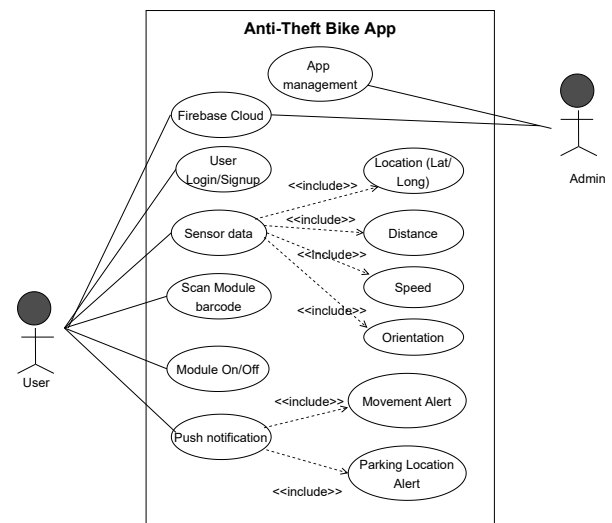 Anti-Theft Bike App
App
management
Firebase Cloud
User
Login/Signup
Location (Lat/
Long)
<<include>>
Admin
<<include>>
Sensor data
Distance
<<Include>>
Scan Module
barcode
Speed
<<include>>
Orientation
User
Module On/Off
<<include>>
Movement Alert
Push notification
Parking Location
Alert
<<include>>